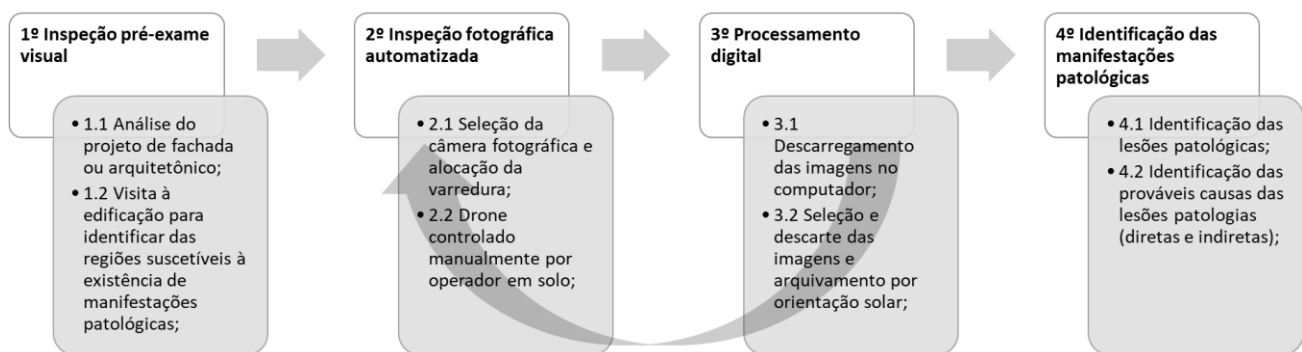 1º Inspeção pré-exame
visual
• 1.1 Análise do
projeto de fachada
ou arquitetônico;
• 1.2 Visita à
edificação para
identificar das
regiões suscetíveis à
existência de
manifestações
patológicas;
2º Inspeção fotográfica
automatizada
• 2.1 Seleção da
câmera fotográfica e
alocação da
varredura;
• 2.2 Drone
controlado
manualmente por
operador em solo;
3º Processamento
digital
• 3.1
Descarregamento
das imagens no
computador;
• 3.2 Seleção e
descarte das
imagens e
arquivamento por
orientação solar;
4º Identificação das
manifestações
patológicas
• 4.1 Identificação das
lesões patológicas;
• 4.2 Identificação das
prováveis causas das
lesões patologias
(diretas e indiretas);